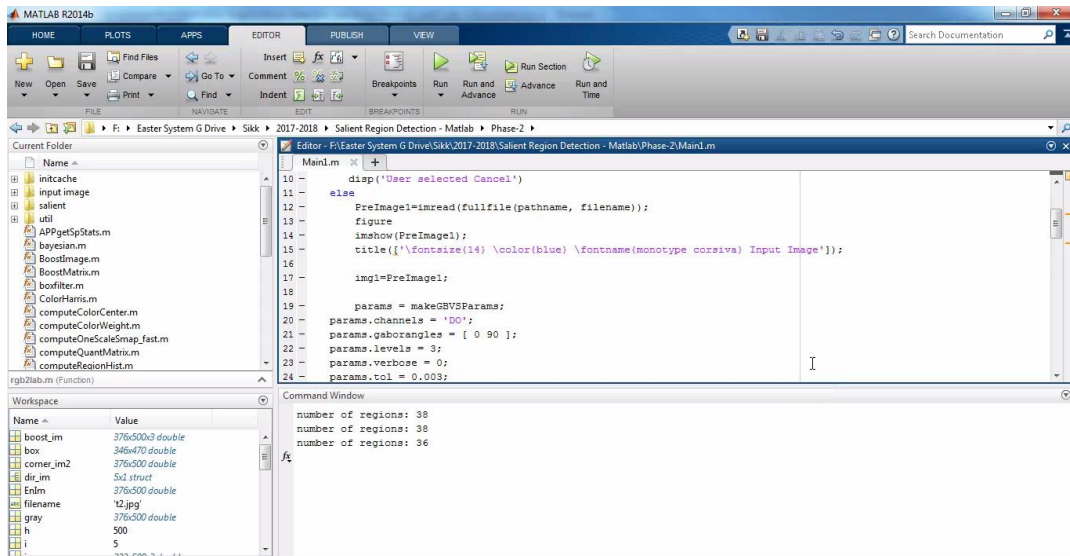 MATLAB R2014b
HOME PLOTS APPS EDITOR PUBLISH VIEW
Search Documentation
New Open Save
Find Files
Compare
Print
Go To
Find
Insert fx
Comment %
Indent
Breakpoints
Run
Run and Advance
Run Section
Advance
Run and Time
FILE NAVIGATE EDIT BREAKPOINTS RUN
F: Easter System G Drive Sikk 2017-2018 Salient Region Detection - Matlab Phase-2
Current Folder
Name
initcache
input image
salient
util
APPgetSpStats.m
bayesian.m
BoostImage.m
BoostMatrix.m
boxfilter.m
ColorHarris.m
computeColorCenter.m
computeColorWeight.m
computeOneScaleSmap_fast.m
computeQuantMatrix.m
computeRegionHist.m
rgb2lab.m (Function)
Workspace
Name Value
boost_im 376x500x3 double
box 346x470 double
corner_im2 376x500 double
dir_im 5x1 struct
EnIm 376x500 double
filename 't2.jpg'
gray 376x500 double
h 500
i 5
Editor - F:\Easter System G Drive\Sikk\2017-2018\Salient Region Detection - Matlab\Phase-2\Main1.m
Main1.m
10 - disp('User selected Cancel')
11 - else
12 - PreImage1=imread(fullfile(pathname, filename));
13 - figure
14 - imshow(PreImage1);
15 - title(['\fontsize{14} \color{blue} \fontname{monotype corsiva} Input Image']);
16
17 - img1=PreImage1;
18
19 - params = makeGBVSParams;
20 - params.channels = 'DO';
21 - params.gaborangles = [ 0 90 ];
22 - params.levels = 3;
23 - params.verbose = 0;
24 - params.tol = 0.003;
Command Window
number of regions: 38
number of regions: 38
number of regions: 36
fx